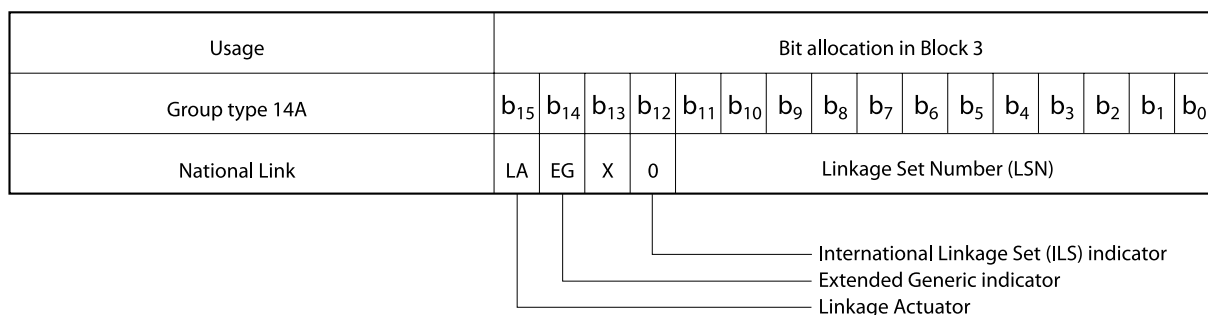 Usage Bit allocation in Block 3
Group type 14A b₁₅ b₁₄ b₁₃ b₁₂ b₁₁ b₁₀ b₉ b₈ b₇ b₆ b₅ b₄ b₃ b₂ b₁ b₀
National Link LA EG X 0 Linkage Set Number (LSN)
International Linkage Set (ILS) indicator
Extended Generic indicator
Linkage Actuator